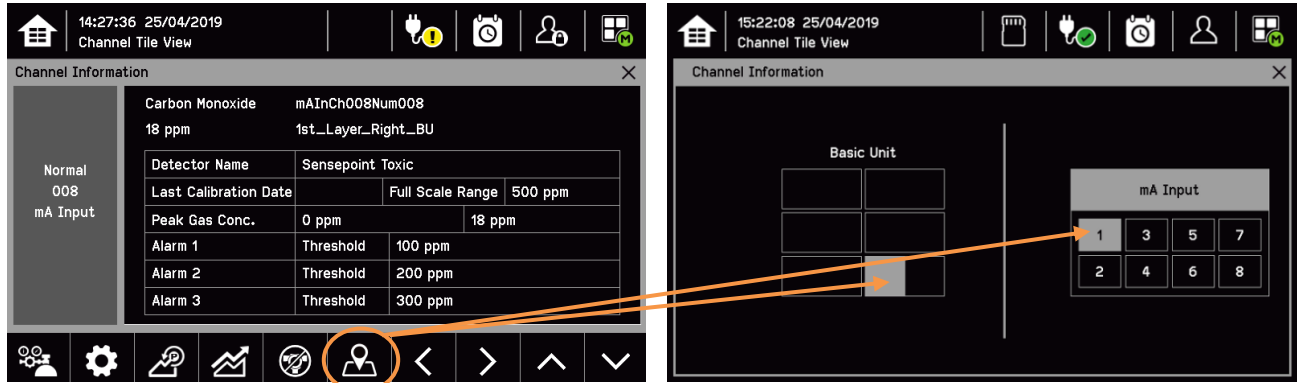 14:27:36 25/04/2019
Channel Tile View
Channel Information
Normal
008
mA Input
Carbon Monoxide mAInCh008Num008
18 ppm 1st_Layer_Right_BU
Detector Name Sensepoint Toxic
Last Calibration Date Full Scale Range 500 ppm
Peak Gas Conc. 0 ppm 18 ppm
Alarm 1 Threshold 100 ppm
Alarm 2 Threshold 200 ppm
Alarm 3 Threshold 300 ppm
15:22:08 25/04/2019
Channel Tile View
Channel Information
Basic Unit
mA Input
1 3 5 7
2 4 6 8